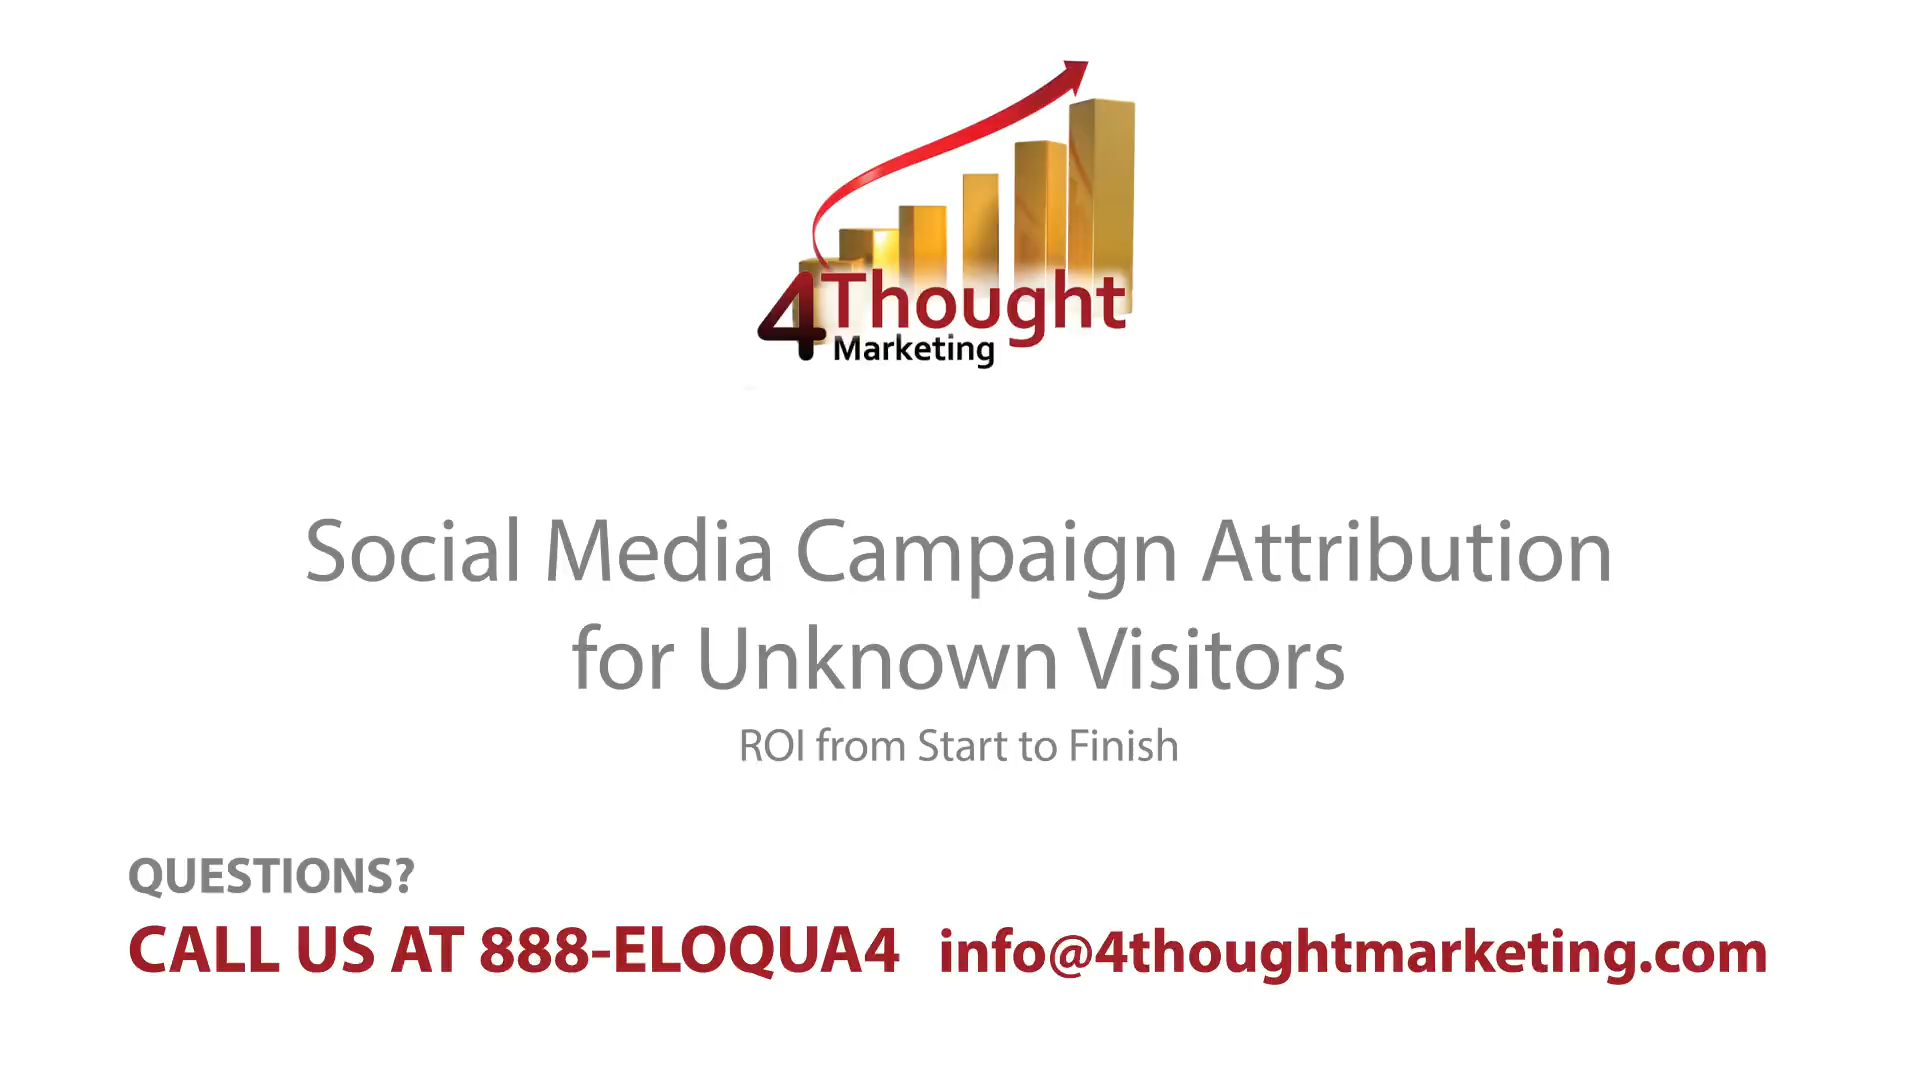 4Thought
Marketing
Social Media Campaign Attribution
for Unknown Visitors
ROI from Start to Finish
QUESTIONS?
CALL US AT 888-ELOQUA4 info@4thoughtmarketing.com